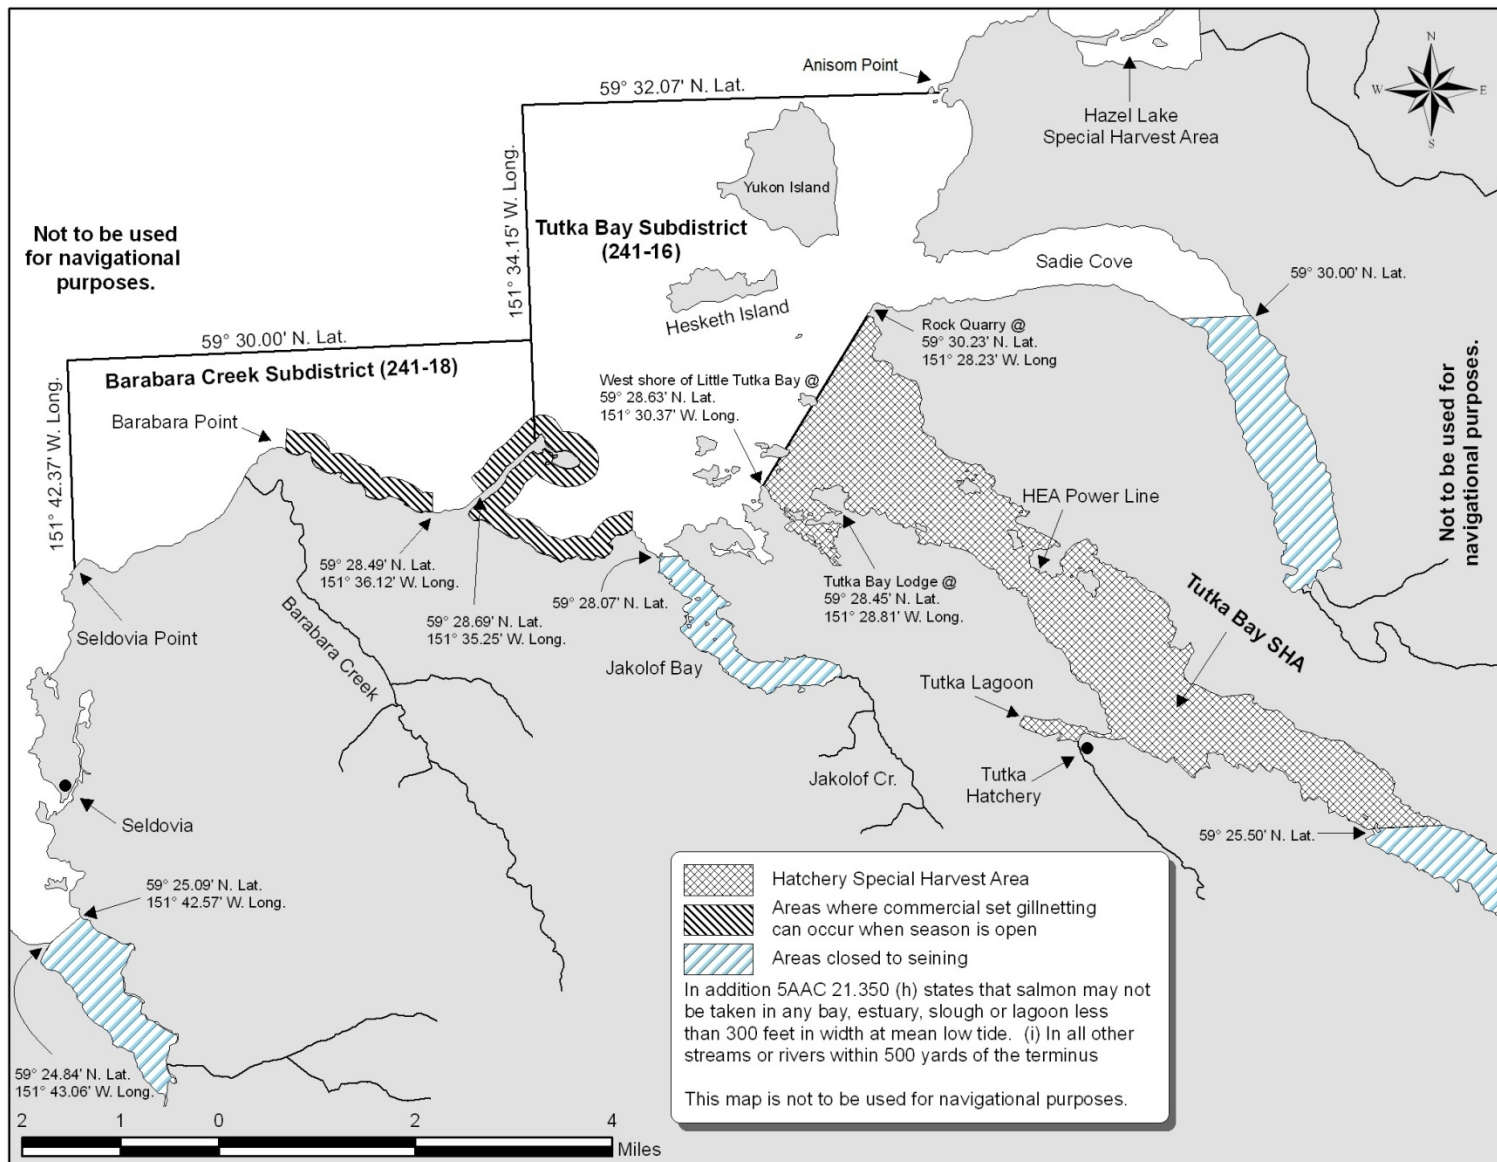 Anisom Point
59° 32.07' N. Lat.
N
W
E
S
Hazel Lake
Special Harvest Area
Yukon Island
151° 34.15' W. Long.
Tutka Bay Subdistrict
(241-16)
Not to be used
for navigational
purposes.
Sadie Cove
59° 30.00' N. Lat.
Hesketh Island
59° 30.00' N. Lat.
Rock Quarry @
59° 30.23' N. Lat.
151° 28.23' W. Long
Barabara Creek Subdistrict (241-18)
West shore of Little Tutka Bay @
59° 28.63' N. Lat.
151° 30.37' W. Long.
Not to be used for
navigational purposes.
151° 42.37' W. Long.
Barabara Point
HEA Power Line
59° 28.49' N. Lat.
151° 36.12' W. Long.
59° 28.69' N. Lat.
151° 35.25' W. Long.
59° 28.07' N. Lat.
Tutka Bay Lodge @
59° 28.45' N. Lat.
151° 28.81' W. Long.
Seldovia Point
Barabara Creek
Jakolof Bay
Tutka Bay SHA
Tutka Lagoon
Jakolof Cr.
Tutka
Hatchery
Seldovia
59° 25.50' N. Lat.
59° 25.09' N. Lat.
151° 42.57' W. Long.
59° 24.84' N. Lat.
151° 43.06' W. Long.
Hatchery Special Harvest Area
Areas where commercial set gillnetting
can occur when season is open
Areas closed to seining
In addition 5AAC 21.350 (h) states that salmon may not
be taken in any bay, estuary, slough or lagoon less
than 300 feet in width at mean low tide.  (i) In all other
streams or rivers within 500 yards of the terminus
This map is not to be used for navigational purposes.
2 1 0 2 4
Miles